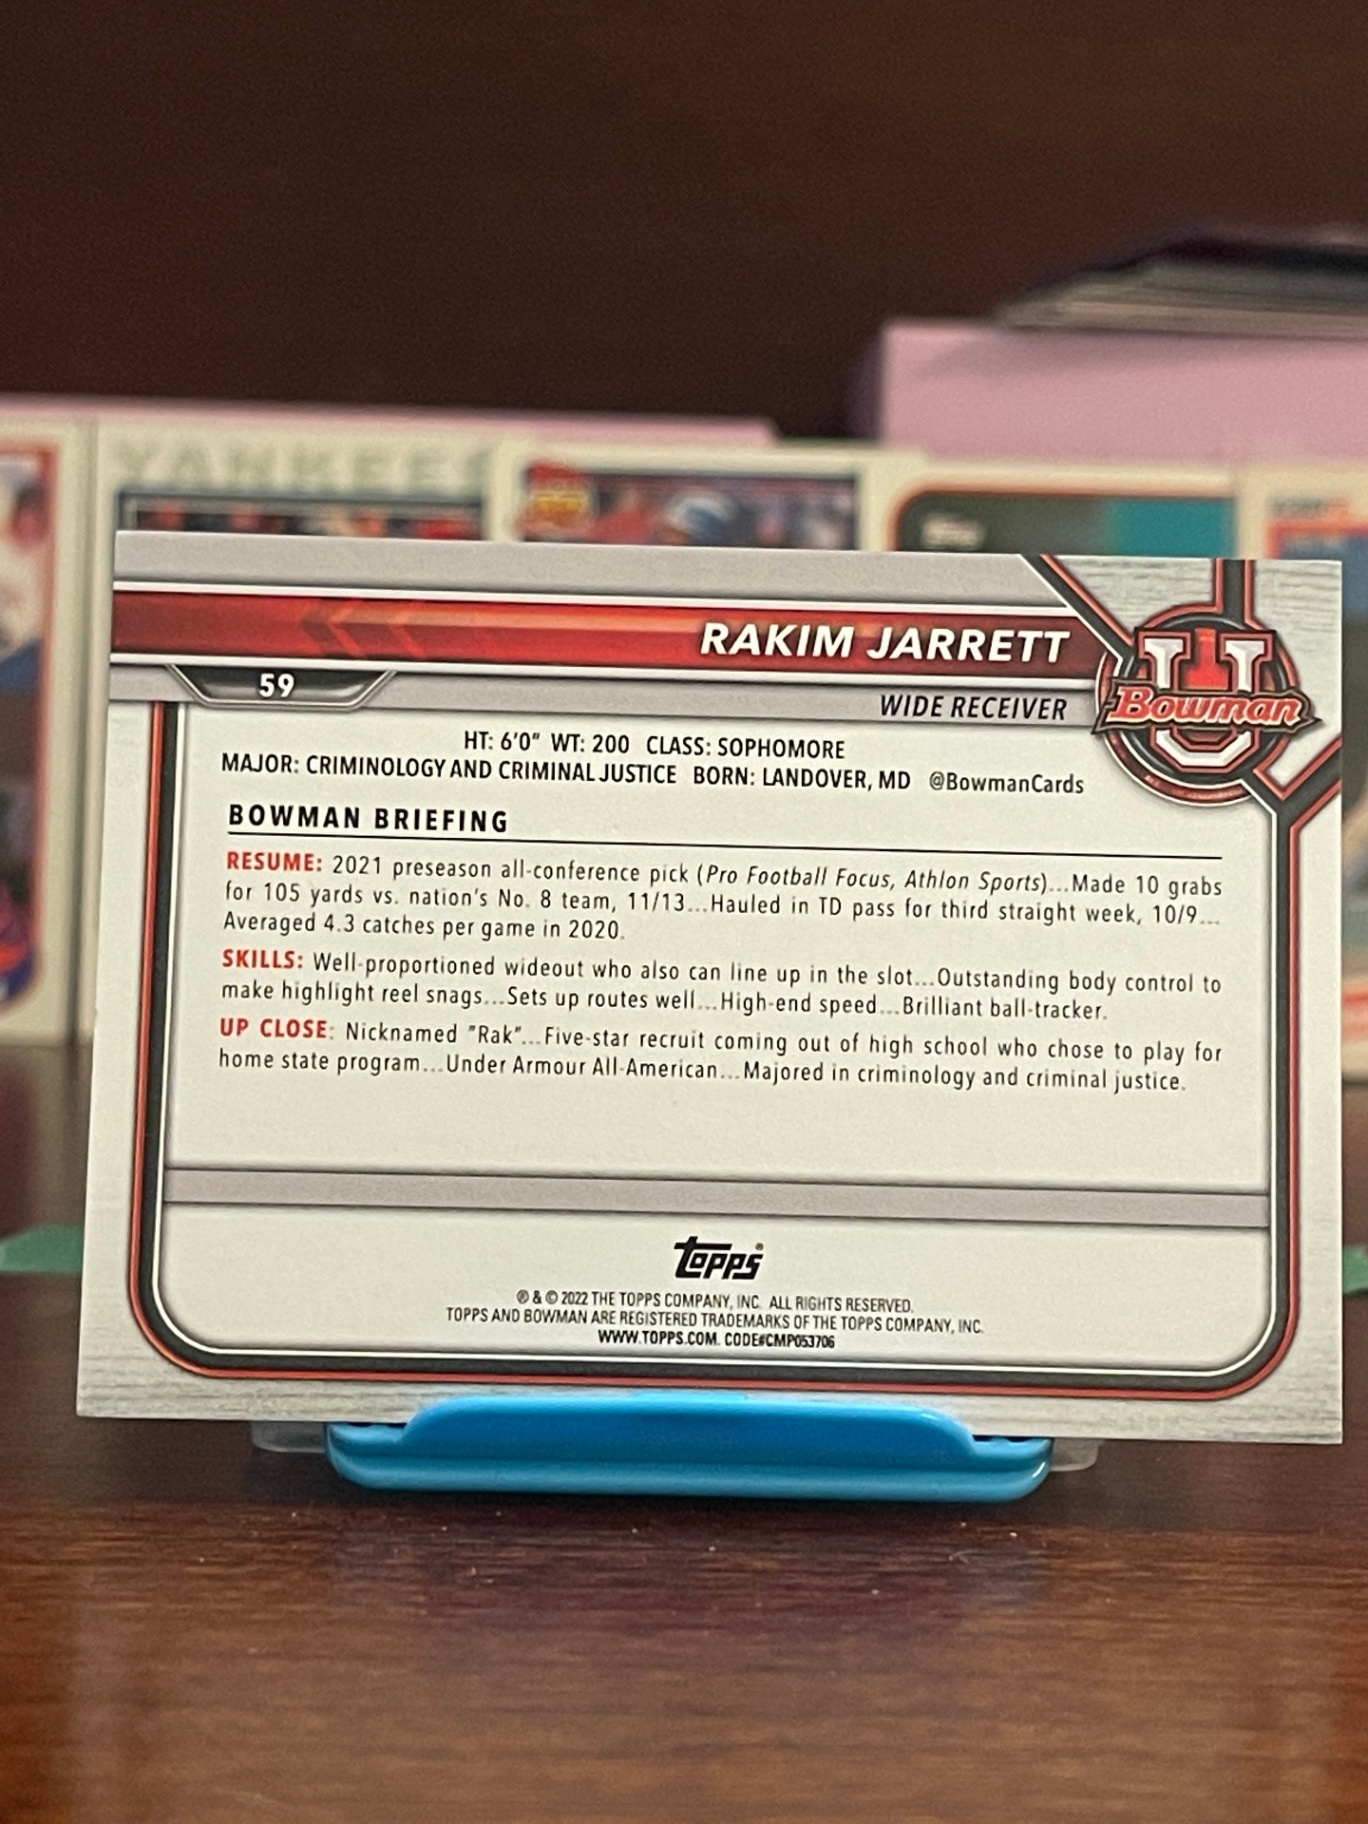 YANKEES
RAKIM JARRETT
59
WIDE RECEIVER
U
Bowman
HT: 6'0" WT: 200 CLASS: SOPHOMORE
MAJOR: CRIMINOLOGY AND CRIMINAL JUSTICE BORN: LANDOVER, MD @BowmanCards
BOWMAN BRIEFING
RESUME: 2021 preseason all-conference pick (Pro Football Focus, Athlon Sports)...Made 10 grabs
for 105 yards vs. nation's No. 8 team, 11/13...Hauled in TD pass for third straight week, 10/9...
Averaged 4.3 catches per game in 2020.
SKILLS: Well-proportioned wideout who also can line up in the slot...Outstanding body control to
make highlight reel snags...Sets up routes well...High-end speed...Brilliant ball-tracker.
UP CLOSE: Nicknamed "Rak"...Five-star recruit coming out of high school who chose to play for
home state program...Under Armour All-American...Majored in criminology and criminal justice.
Topps®
® & © 2022 THE TOPPS COMPANY, INC. ALL RIGHTS RESERVED.
TOPPS AND BOWMAN ARE REGISTERED TRADEMARKS OF THE TOPPS COMPANY, INC.
WWW.TOPPS.COM. CODE#CMP053706